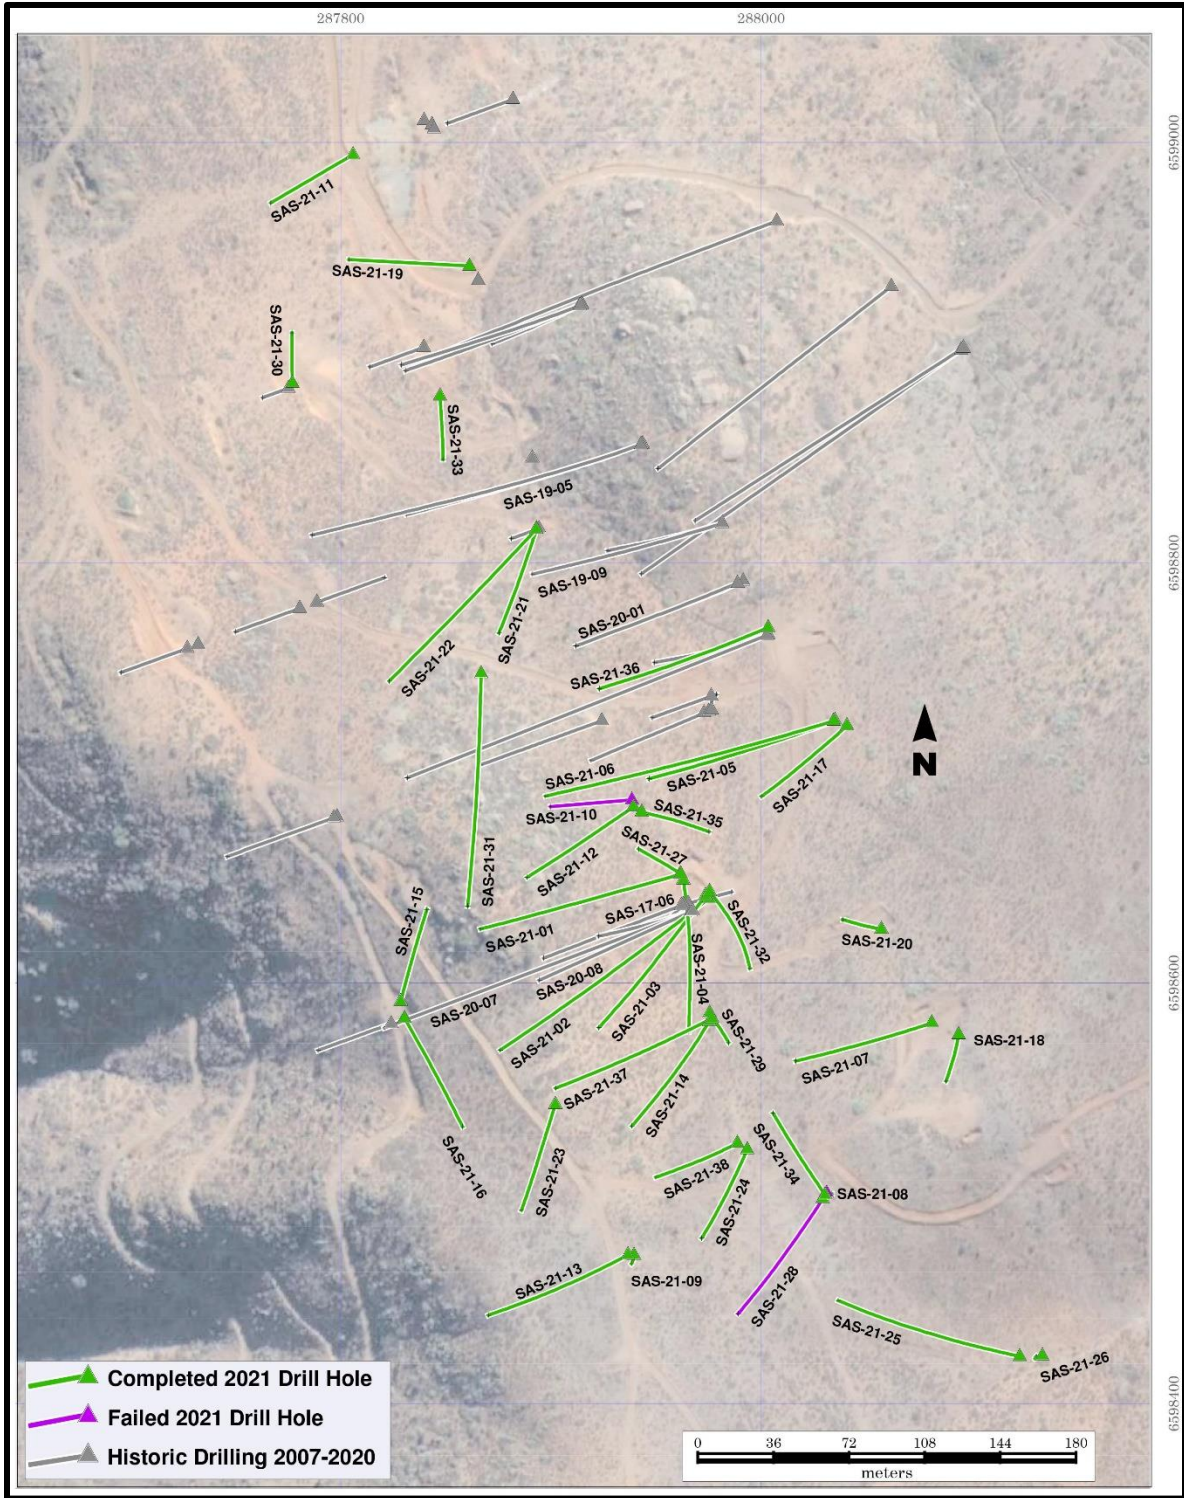 287800
288000
6599000
SAS-21-11
SAS-21-19
SAS-21-30
SAS-21-33
SAS-19-05
6598800
SAS-19-09
SAS-21-21
SAS-20-01
SAS-21-22
SAS-21-36
N
SAS-21-06
SAS-21-05
SAS-21-17
SAS-21-10
SAS-21-35
SAS-21-27
SAS-21-12
SAS-21-31
SAS-21-15
SAS-17-06
SAS-21-01
SAS-21-32
SAS-21-20
SAS-21-04
SAS-20-08
SAS-21-03
6598600
SAS-20-07
SAS-21-02
SAS-21-29
SAS-21-18
SAS-21-07
SAS-21-37
SAS-21-14
SAS-21-16
SAS-21-23
SAS-21-34
SAS-21-38
SAS-21-24
SAS-21-08
SAS-21-13
SAS-21-09
SAS-21-28
SAS-21-25
SAS-21-26
6598400
Completed 2021 Drill Hole
Failed 2021 Drill Hole
Historic Drilling 2007-2020
0 36 72 108 144 180
meters